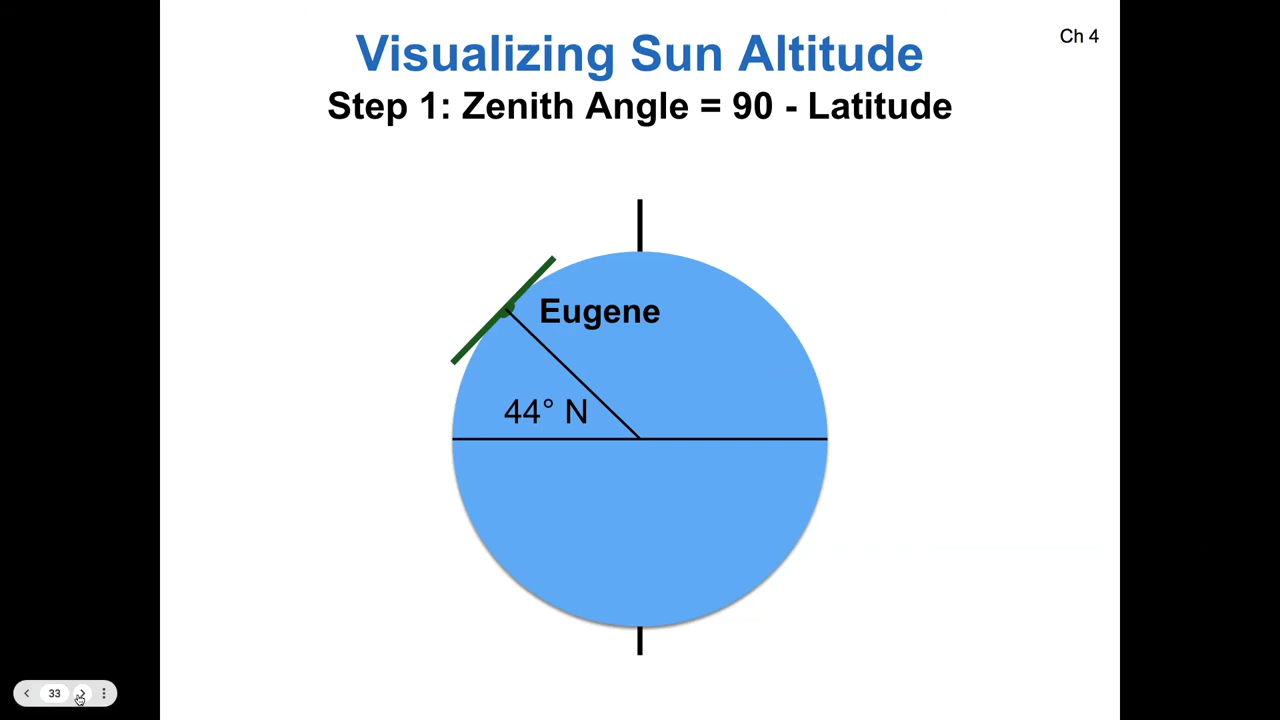 Ch 4
Visualizing Sun Altitude
Step 1: Zenith Angle = 90 - Latitude
Eugene
44° N
33